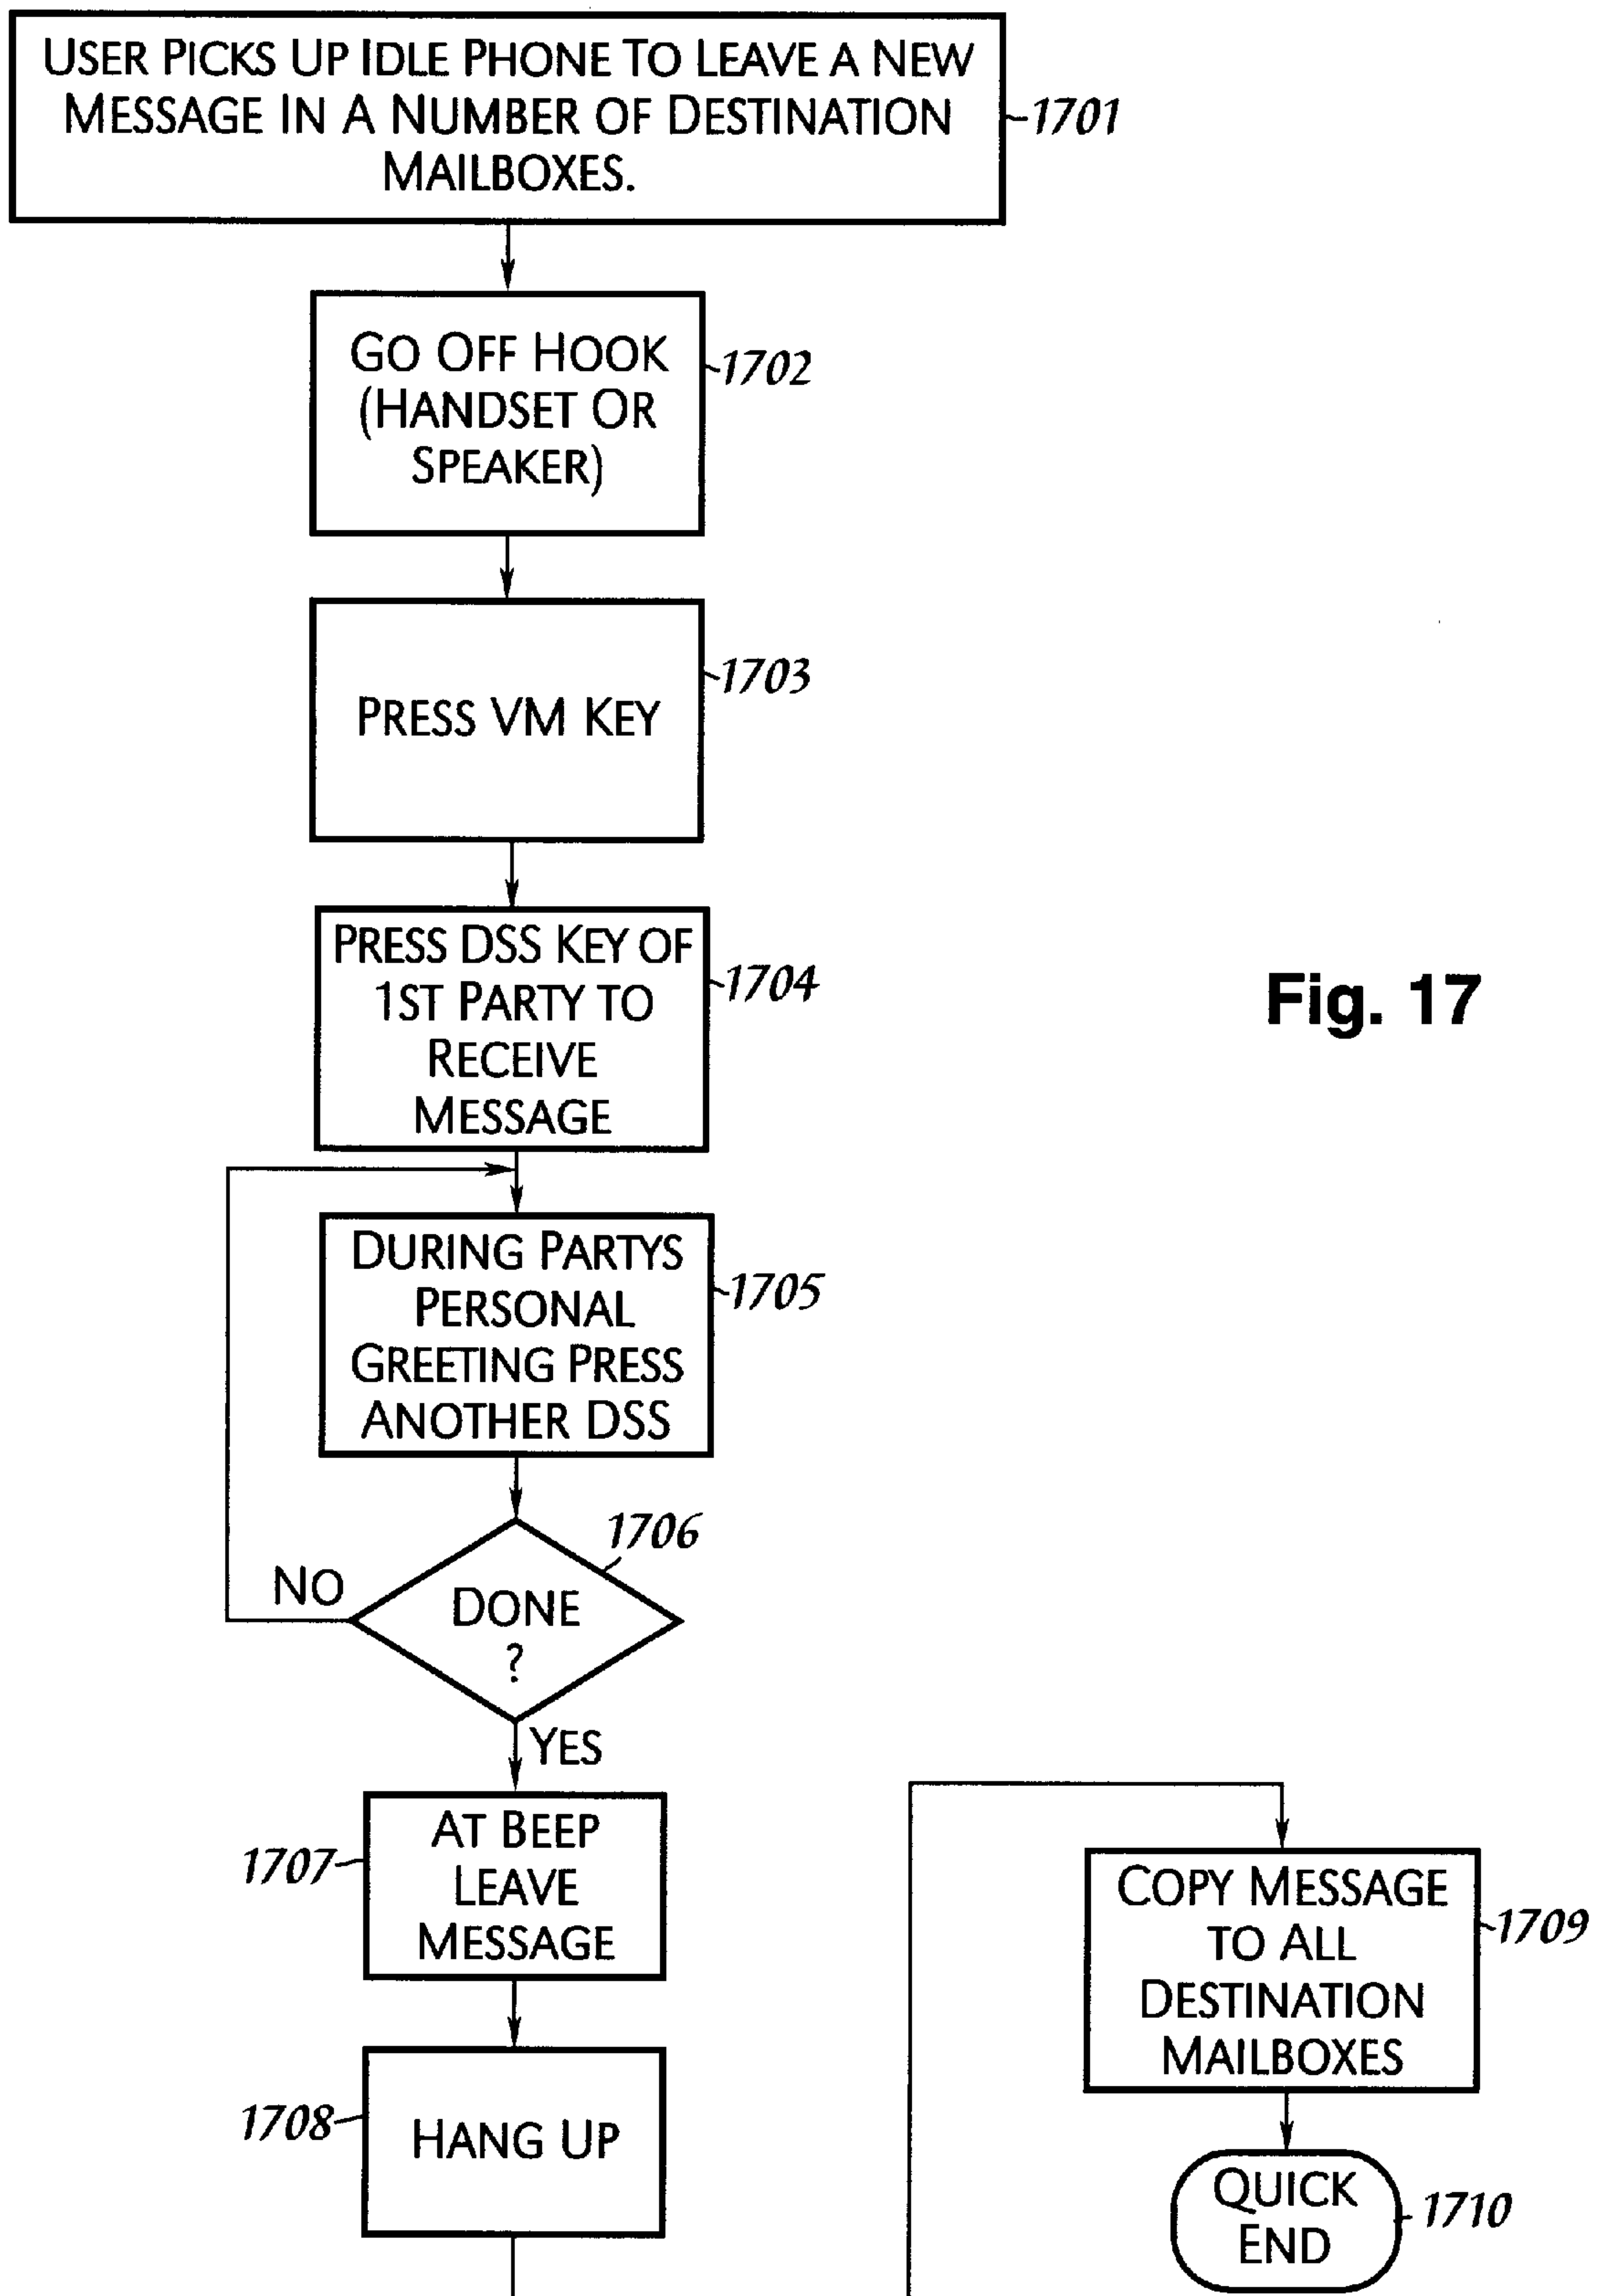 USER PICKS UP IDLE PHONE TO LEAVE A NEW
MESSAGE IN A NUMBER OF DESTINATION
MAILBOXES.
1701
GO OFF HOOK
(HANDSET OR
SPEAKER)
1702
PRESS VM KEY
1703
PRESS DSS KEY OF
1ST PARTY TO
RECEIVE
MESSAGE
1704
Fig. 17
DURING PARTYS
PERSONAL
GREETING PRESS
ANOTHER DSS
1705
1706
NO
DONE
?
YES
AT BEEP
LEAVE
MESSAGE
1707
HANG UP
1708
COPY MESSAGE
TO ALL
DESTINATION
MAILBOXES
1709
QUICK
END
1710